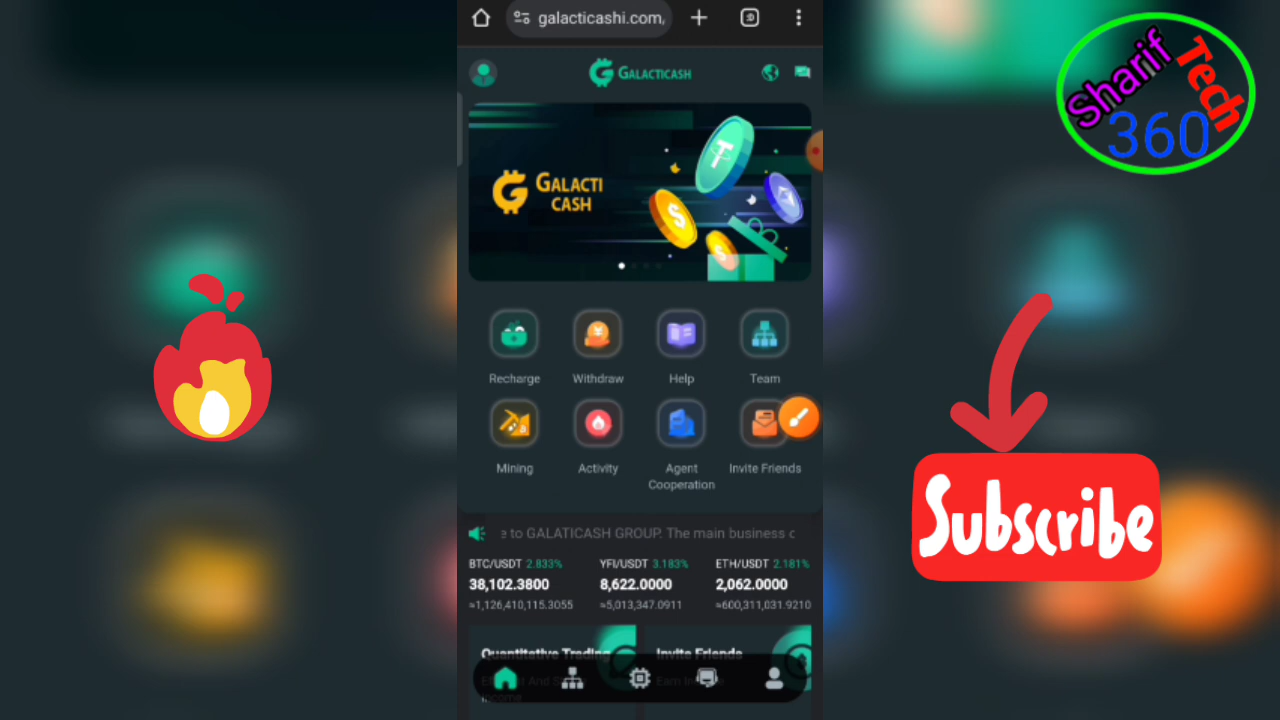 galacticashi.com,
:D
GALACTICASH
GALACTI
CASH
Recharge
Withdraw
Help
Team
Mining
Activity
Agent
Cooperation
Invite Friends
e to GALATICASH GROUP. The main business c
BTC/USDT 2.833%
YFI/USDT 3.183%
ETH/USDT 2.181%
38,102.3800
8,622.0000
2,062.0000
≈1,126,410,115.3055
≈5,013,347.0911
≈600,311,031.9210
Quantitative Trading
Invite Friends
Income
Sharif
Tech
360
Subscribe